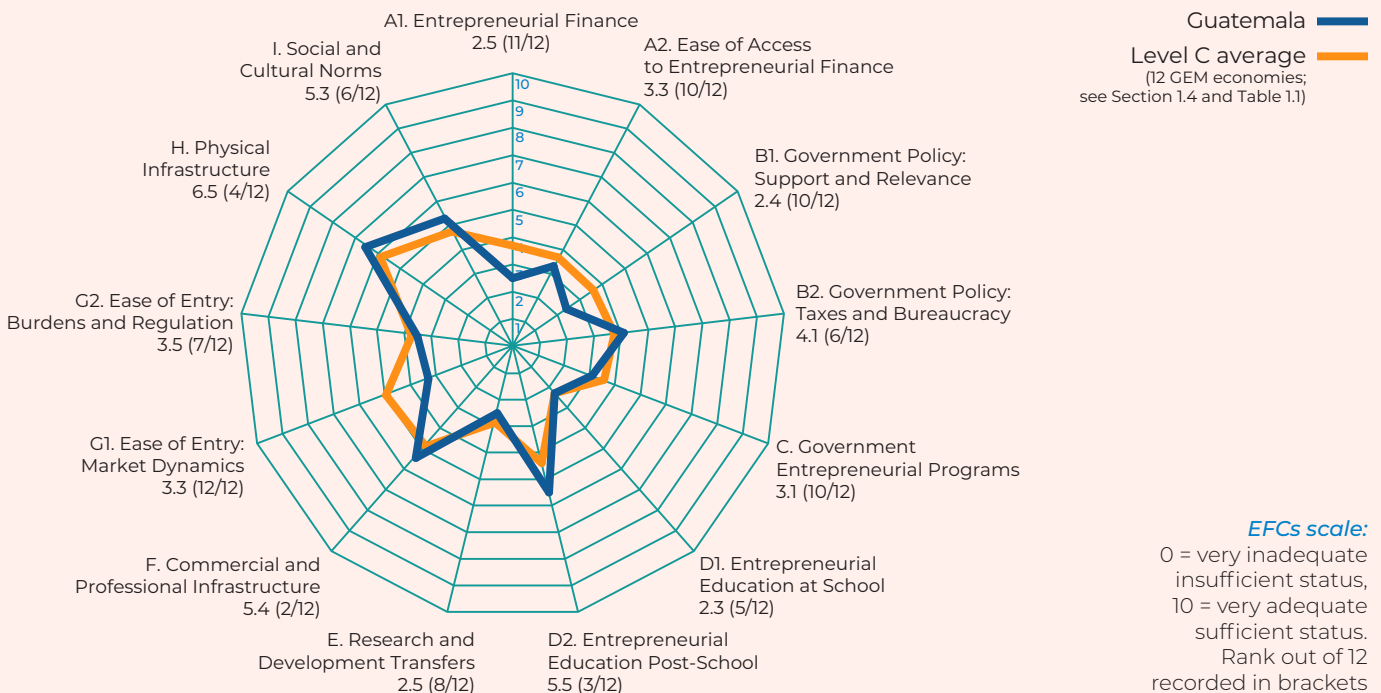 A1. Entrepreneurial Finance
2.5 (11/12)
A2. Ease of Access
to Entrepreneurial Finance
3.3 (10/12)
B1. Government Policy:
Support and Relevance
2.4 (10/12)
B2. Government Policy:
Taxes and Bureaucracy
4.1 (6/12)
C. Government
Entrepreneurial Programs
3.1 (10/12)
D1. Entrepreneurial
Education at School
2.3 (5/12)
D2. Entrepreneurial
Education Post-School
5.5 (3/12)
E. Research and
Development Transfers
2.5 (8/12)
F. Commercial and
Professional Infrastructure
5.4 (2/12)
G1. Ease of Entry:
Market Dynamics
3.3 (12/12)
G2. Ease of Entry:
Burdens and Regulation
3.5 (7/12)
H. Physical
Infrastructure
6.5 (4/12)
I. Social and
Cultural Norms
5.3 (6/12)
10
9
8
7
6
5
2
1
Guatemala
Level C average
(12 GEM economies;
see Section 1.4 and Table 1.1)
EFCs scale:
0 = very inadequate
insufficient status,
10 = very adequate
sufficient status.
Rank out of 12
recorded in brackets